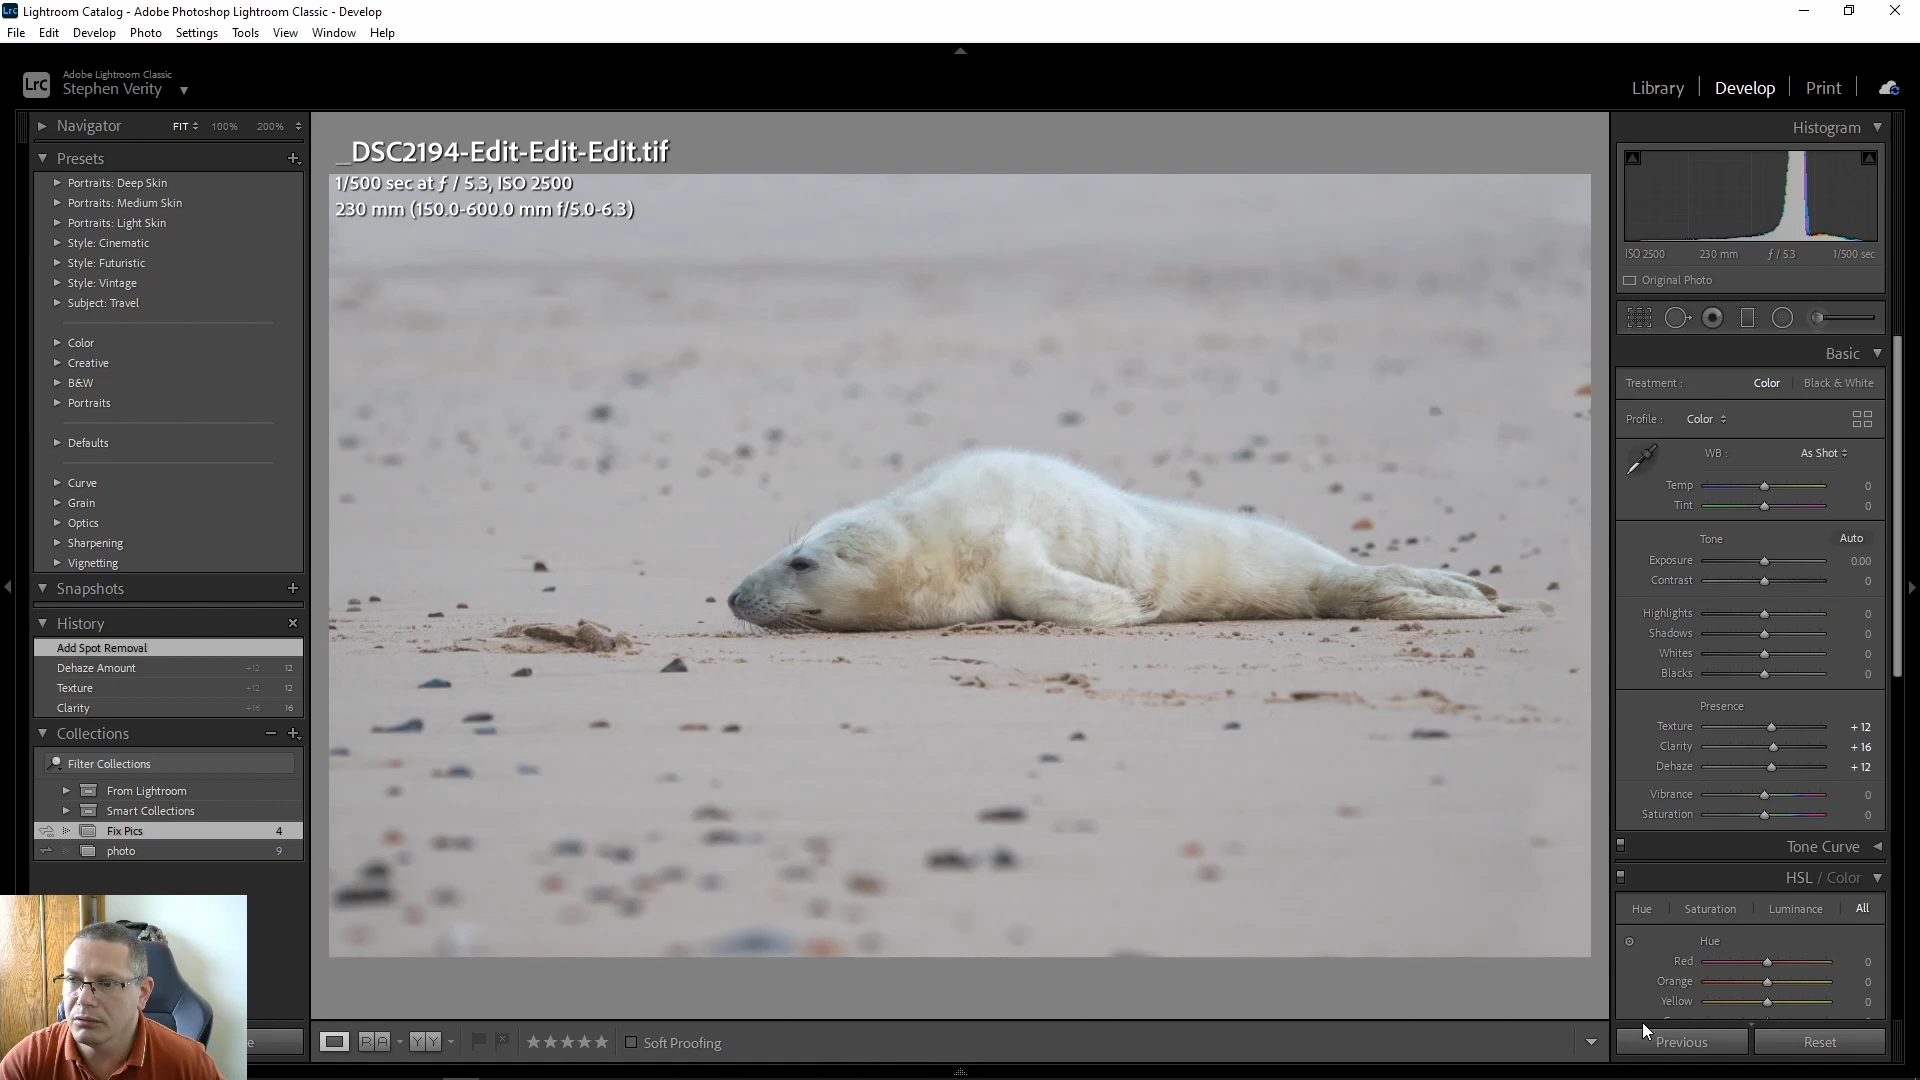 Lightroom Catalog - Adobe Photoshop Lightroom Classic - Develop
File Edit Develop Photo Settings Tools View Window Help
LrC
Adobe Lightroom Classic
Stephen Verity
Library Develop Print
Navigator FIT 100% 200%
Presets
Portraits: Deep Skin
Portraits: Medium Skin
Portraits: Light Skin
Style: Cinematic
Style: Futuristic
Style: Vintage
Subject: Travel
Color
Creative
B&W
Portraits
Defaults
Curve
Grain
Optics
Sharpening
Vignetting
Snapshots
History
Add Spot Removal
Dehaze Amount +12 12
Texture +12 12
Clarity +16 16
Collections
Filter Collections
From Lightroom
Smart Collections
Fix Pics 4
photo 9
_DSC2194-Edit-Edit-Edit.tif
1/500 sec at ƒ / 5.3, ISO 2500
230 mm (150.0-600.0 mm f/5.0-6.3)
Soft Proofing
Histogram
ISO 2500 230 mm ƒ / 5.3 1/500 sec
Original Photo
Basic
Treatment : Color Black & White
Profile : Color
WB : As Shot
Temp 0
Tint 0
Tone Auto
Exposure 0.00
Contrast 0
Highlights 0
Shadows 0
Whites 0
Blacks 0
Presence
Texture + 12
Clarity + 16
Dehaze + 12
Vibrance 0
Saturation 0
Tone Curve
HSL / Color
Hue Saturation Luminance All
Hue
Red 0
Orange 0
Yellow 0
Previous Reset